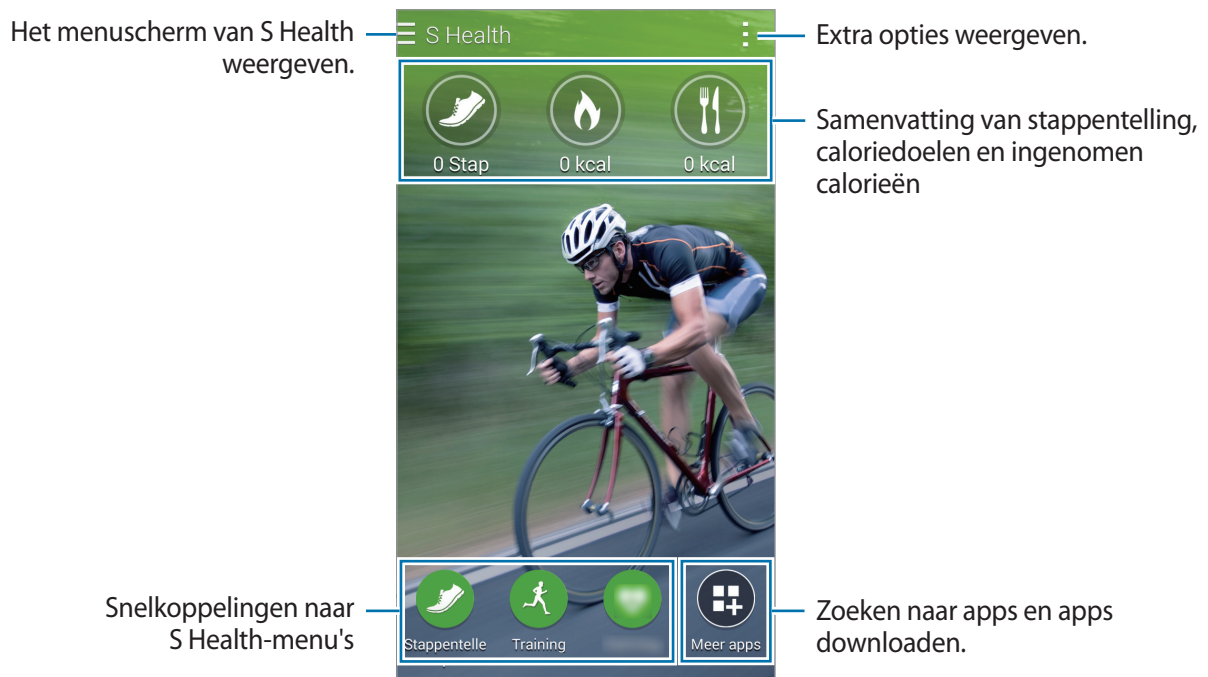 Het menuscherm van S Health
weergeven.
S Health
Extra opties weergeven.
0 Stap
0 kcal
0 kcal
Samenvatting van stappentelling,
caloriedoelen en ingenomen
calorieën
Snelkoppelingen naar
S Health-menu's
Stappentelle
Training
Meer apps
Zoeken naar apps en apps
downloaden.